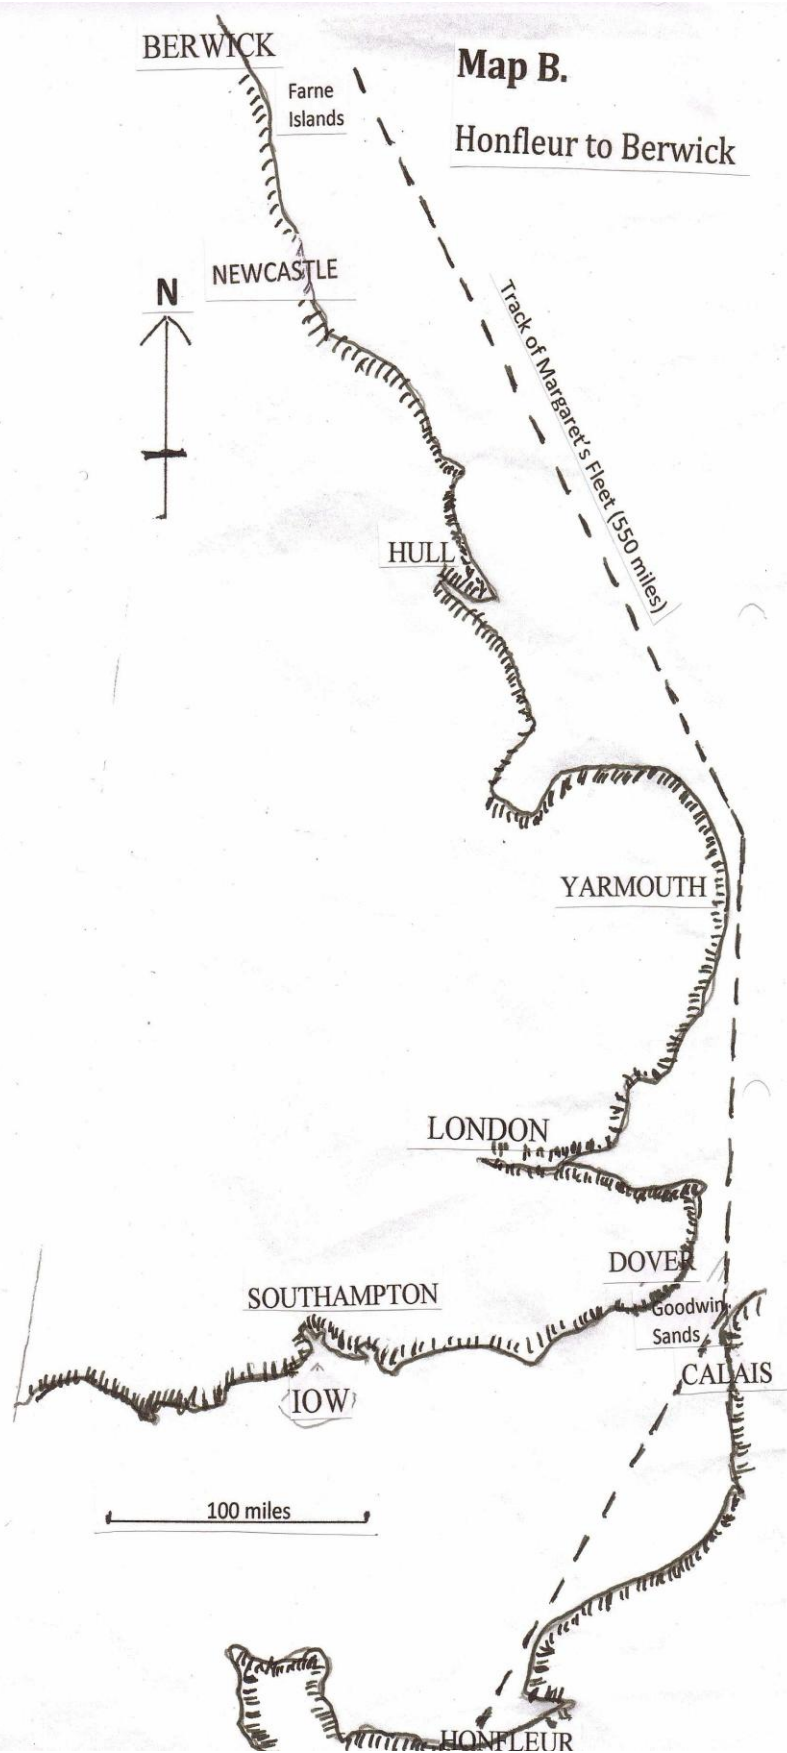 BERWICK
Map B.
Farne
Islands
Honfleur to Berwick
NEWCASTLE
N
Track of Margaret's Fleet (550 miles)
HULL
YARMOUTH
LONDON
DOVER
SOUTHAMPTON
Goodwin
Sands
CALAIS
IOW
100 miles
HONFLEUR